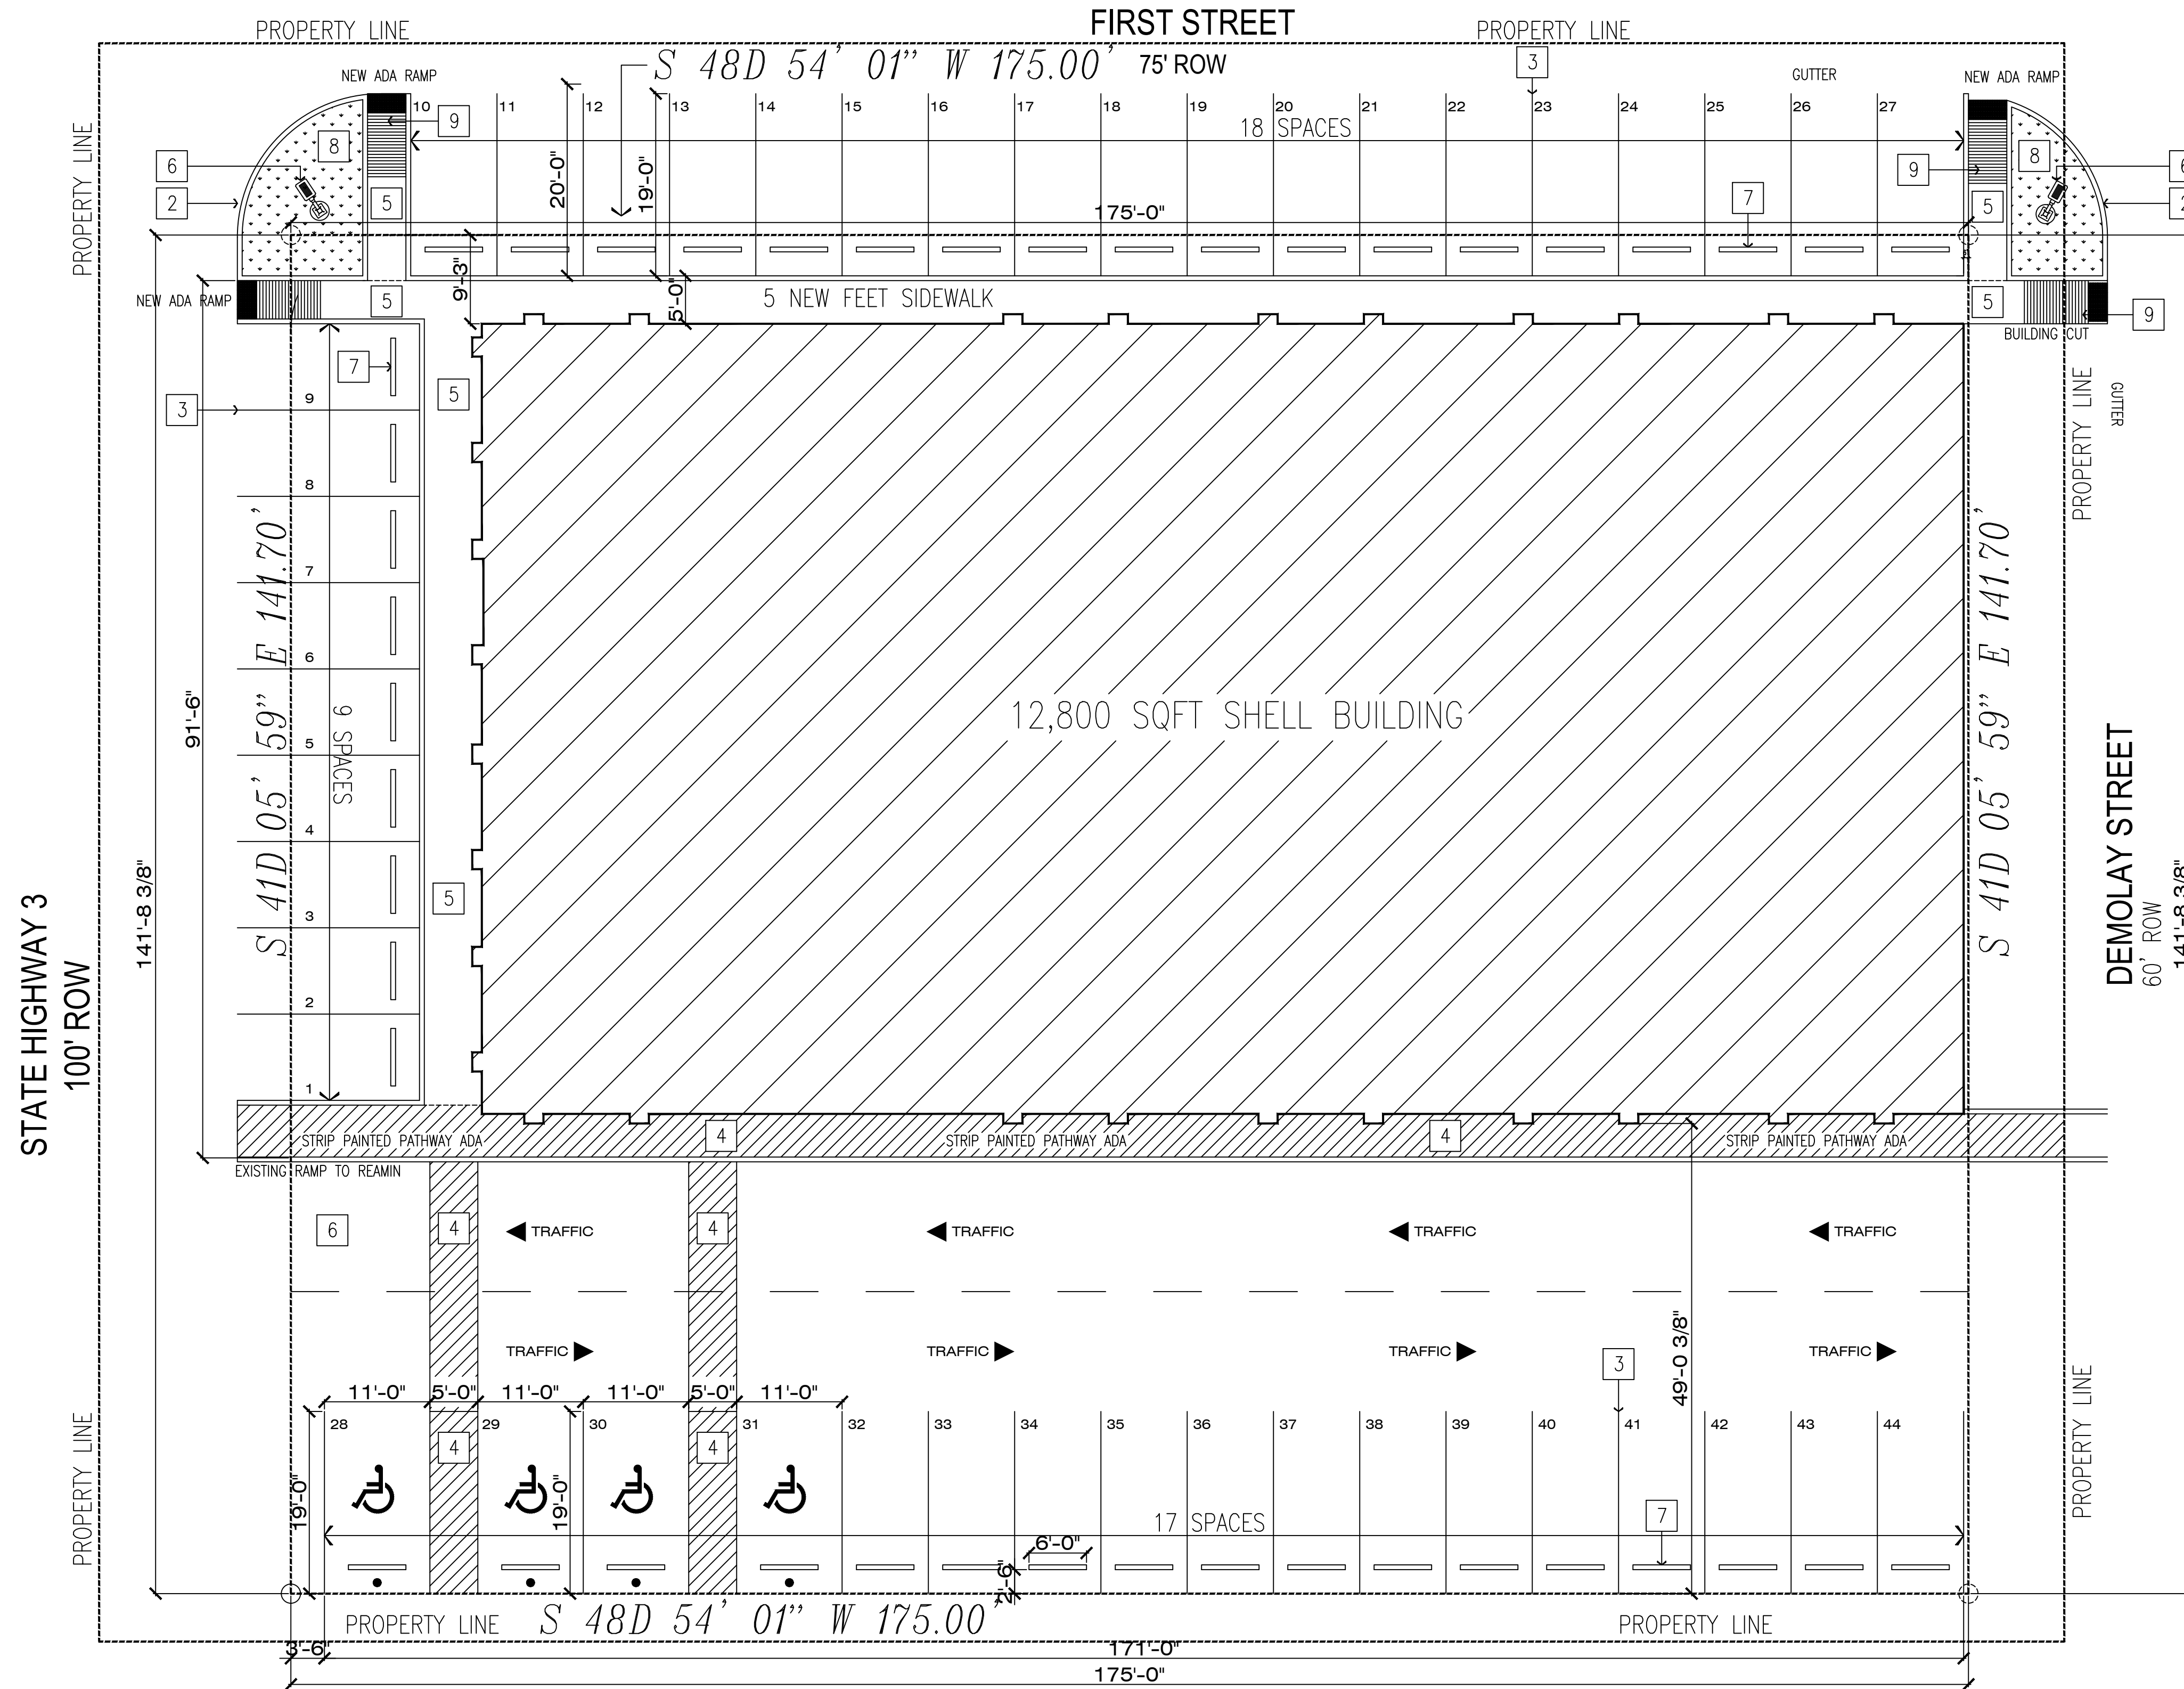 FIRST STREET
PROPERTY LINE
PROPERTY LINE
S 48D 54' 01" W 175.00'
75' ROW
3
GUTTER
NEW ADA RAMP
NEW ADA RAMP
10 11 12 13 14 15 16 17 18 19 20 21 22 23 24 25 26 27
9
18 SPACES
8
8
6
9
2
20'-0"
19'-0"
5
7
5
175'-0"
PROPERTY LINE
9'-3"
5'-0"
NEW ADA RAMP
5
5 NEW FEET SIDEWALK
5
9
BUILDING CUT
7
3
5
9
8
7
6
5
4
3
2
1
9 SPACES
S 41D 05' 59" E 141.70'
91'-6"
141'-8 3/8"
STATE HIGHWAY 3
100' ROW
5
12,800 SQFT SHELL BUILDING
PROPERTY LINE
GUTTER
S 41D 05' 59" E 141.70'
DEMOLAY STREET
60' ROW
141'-8 3/8"
STRIP PAINTED PATHWAY ADA
4
STRIP PAINTED PATHWAY ADA
4
STRIP PAINTED PATHWAY ADA
EXISTING RAMP TO REAMIN
6
4
4
TRAFFIC
TRAFFIC
TRAFFIC
TRAFFIC
TRAFFIC
TRAFFIC
TRAFFIC
TRAFFIC
49'-0 3/8"
3
11'-0" 5'-0" 11'-0" 11'-0" 5'-0" 11'-0"
28 29 30 31 32 33 34 35 36 37 38 39 40 41 42 43 44
4
4
PROPERTY LINE
PROPERTY LINE
19'-0"
19'-0"
17 SPACES
7
6'-0"
2'-6"
PROPERTY LINE
S 48D 54' 01" W 175.00'
PROPERTY LINE
3'-6"
171'-0"
175'-0"